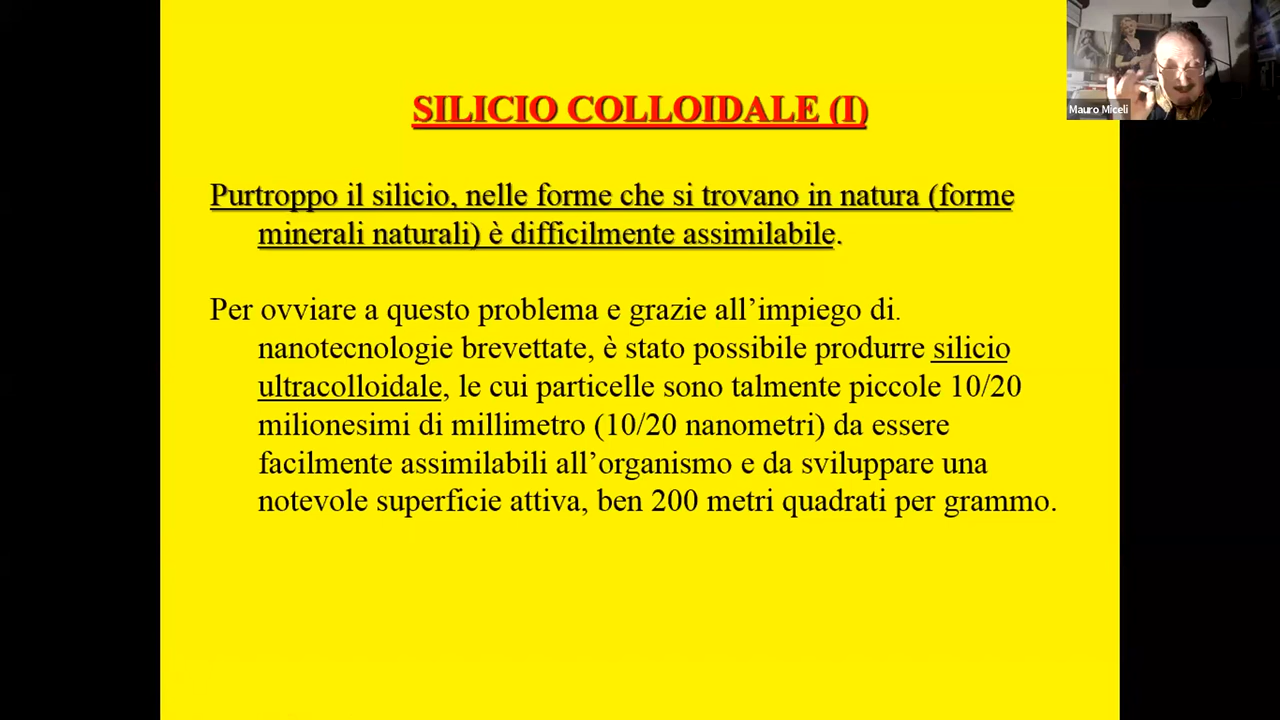 SILICIO COLLOIDALE (I)
Mauro Miceli
Purtroppo il silicio, nelle forme che si trovano in natura (forme
minerali naturali) è difficilmente assimilabile.
Per ovviare a questo problema e grazie all’impiego di.
nanotecnologie brevettate, è stato possibile produrre silicio
ultracolloidale, le cui particelle sono talmente piccole 10/20
milionesimi di millimetro (10/20 nanometri) da essere
facilmente assimilabili all’organismo e da sviluppare una
notevole superficie attiva, ben 200 metri quadrati per grammo.